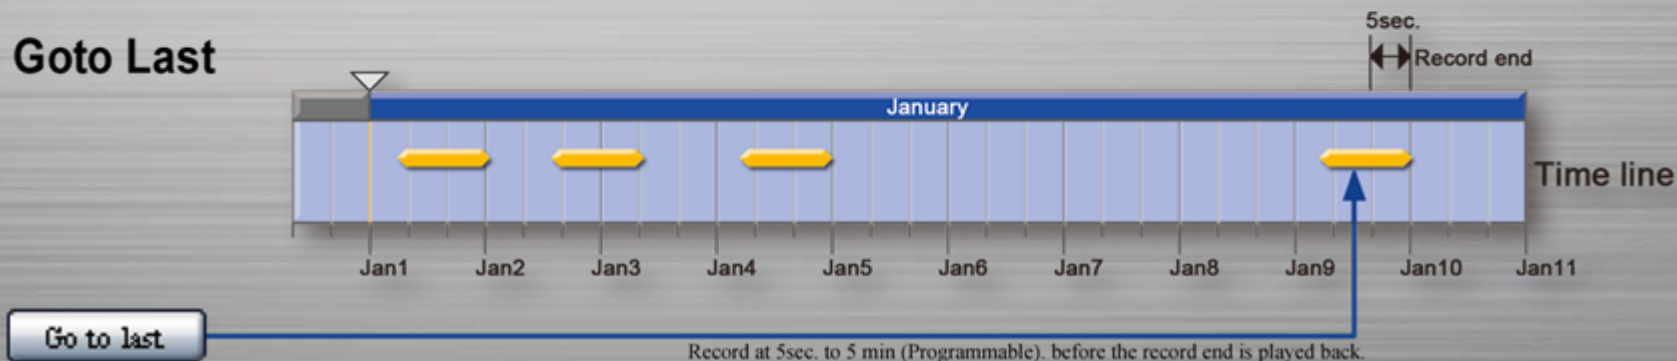 5sec.
Goto Last
Record end
January
Time line
Jan1 Jan2 Jan3 Jan4 Jan5 Jan6 Jan7 Jan8 Jan9 Jan10 Jan11
Go to last
Record at 5sec. to 5 min (Programmable). before the record end is played back.